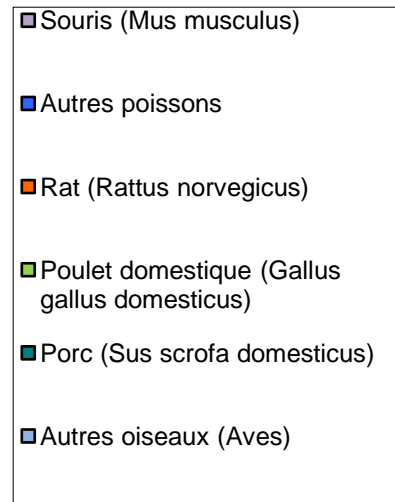 Souris (Mus musculus)
Autres poissons
Rat (Rattus norvegicus)
Poulet domestique (Gallus
gallus domesticus)
Porc (Sus scrofa domesticus)
Autres oiseaux (Aves)